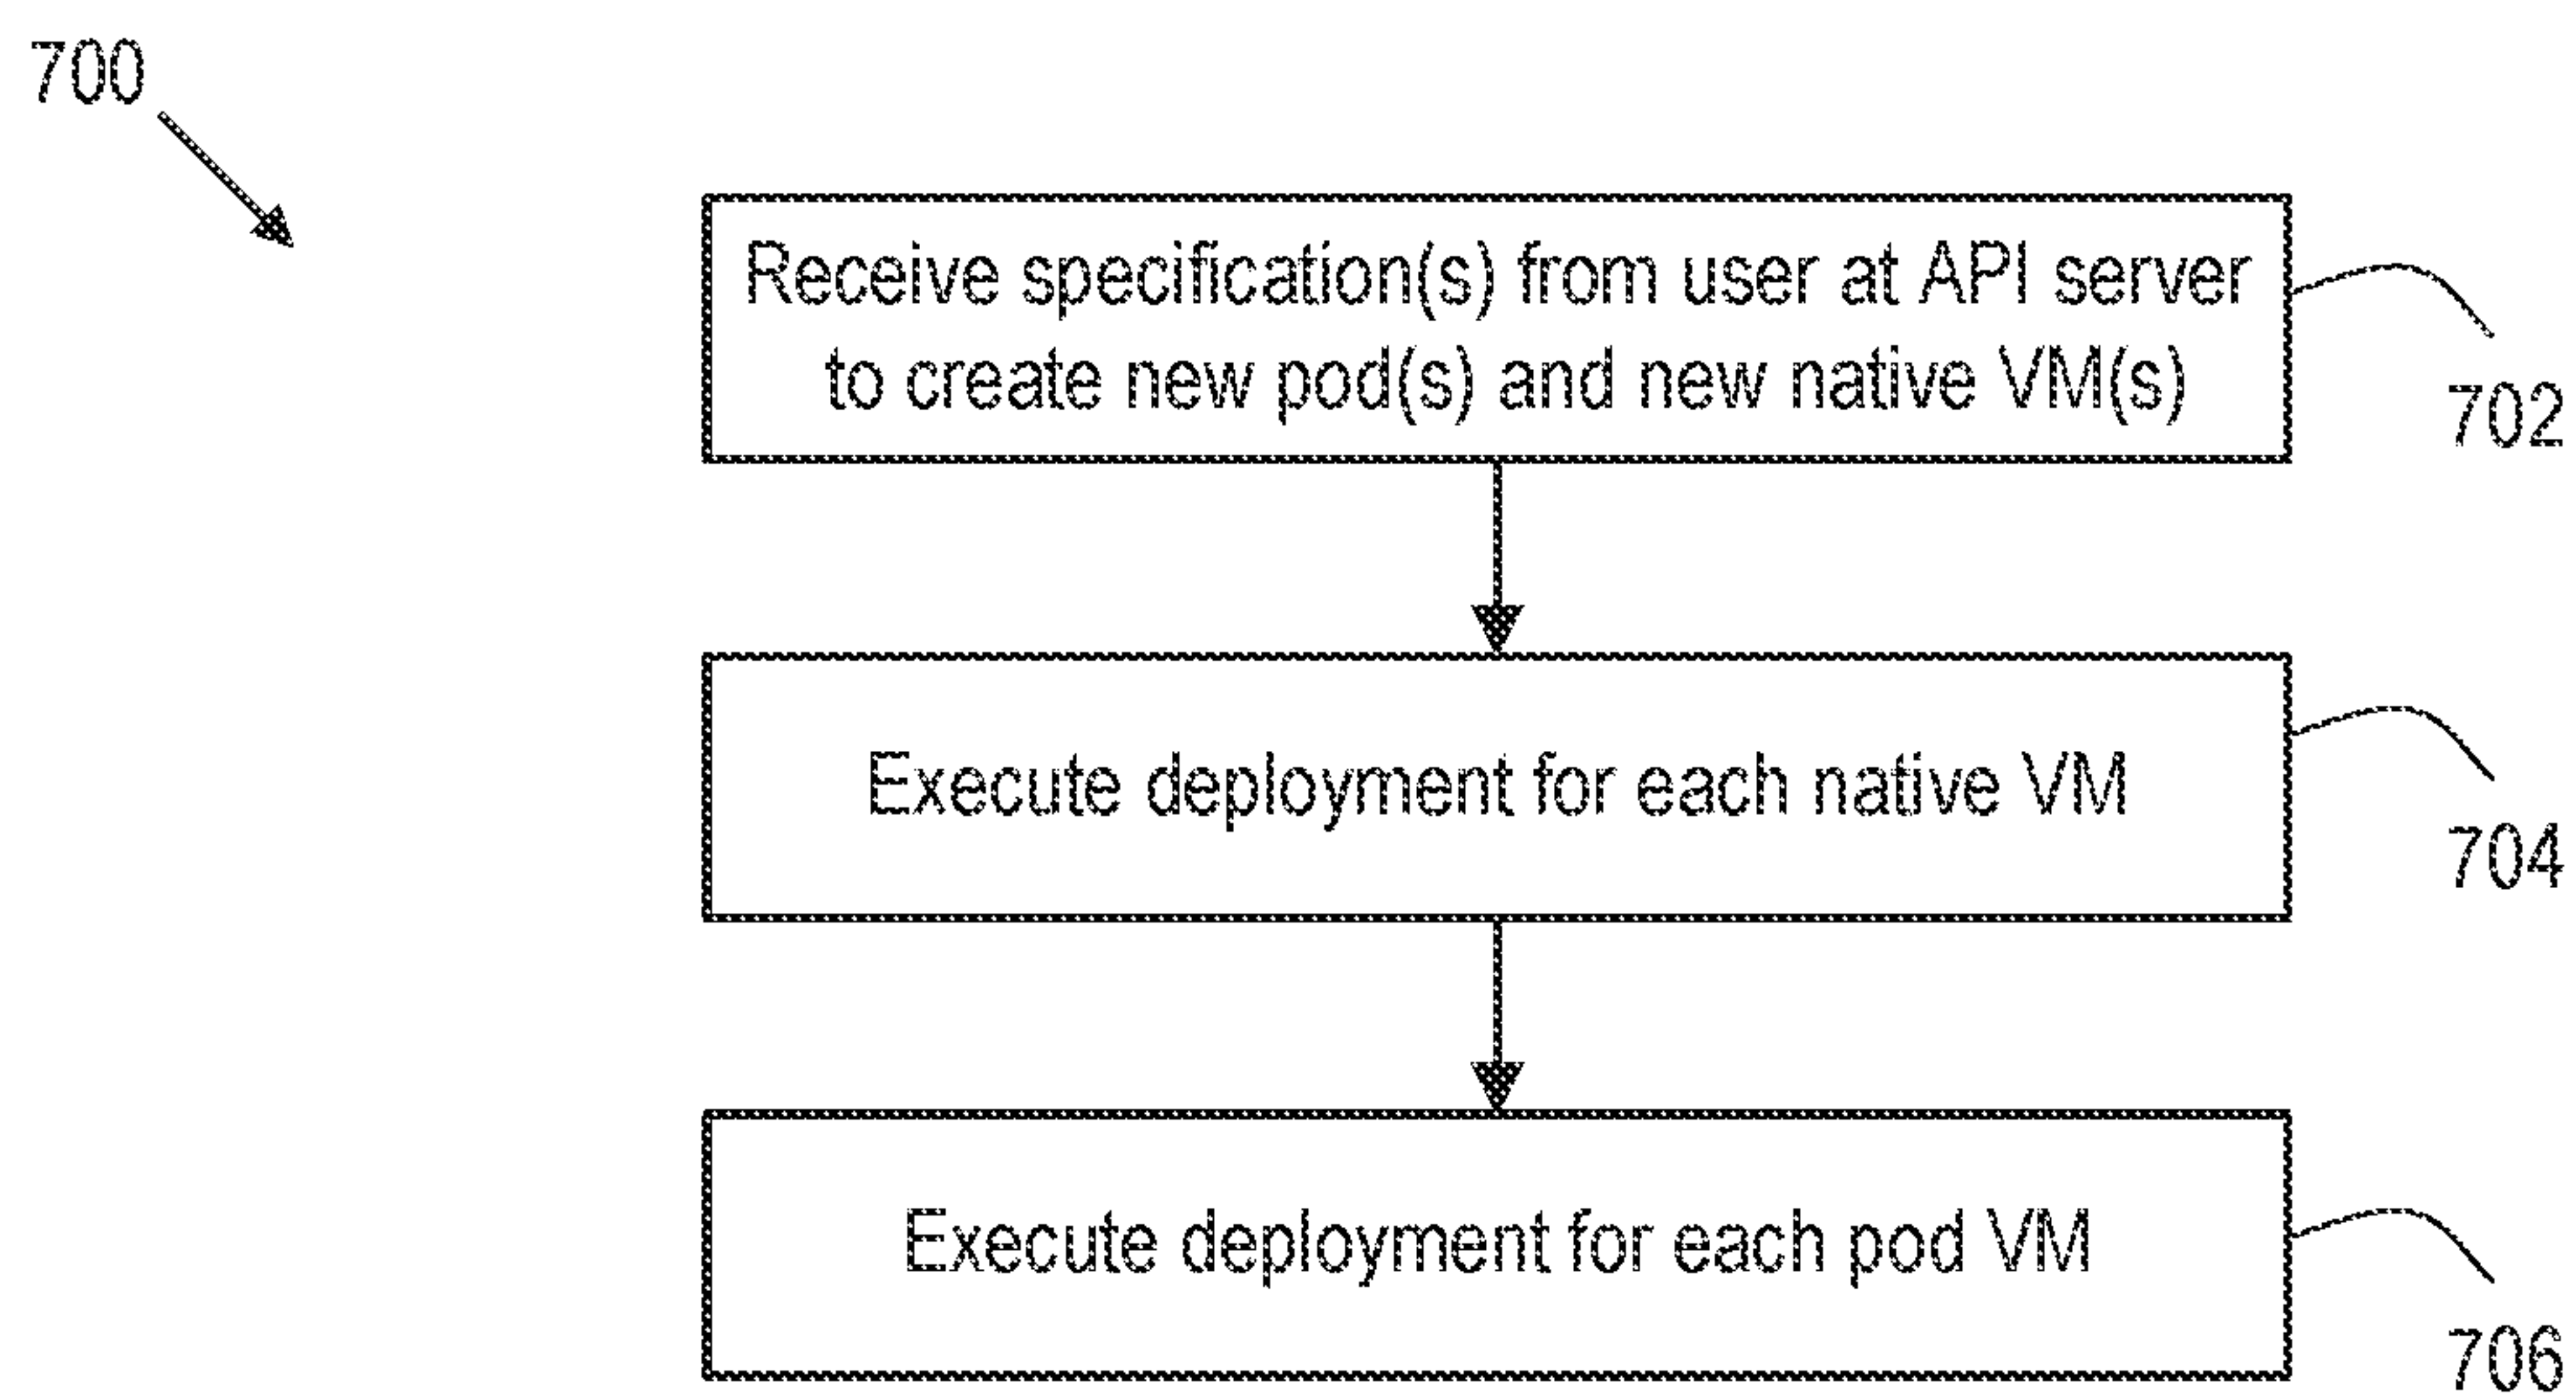 700
Receive specification(s) from user at API server
to create new pod(s) and new native VM(s)
702
Execute deployment for each native VM
704
Execute deployment for each pod VM
706